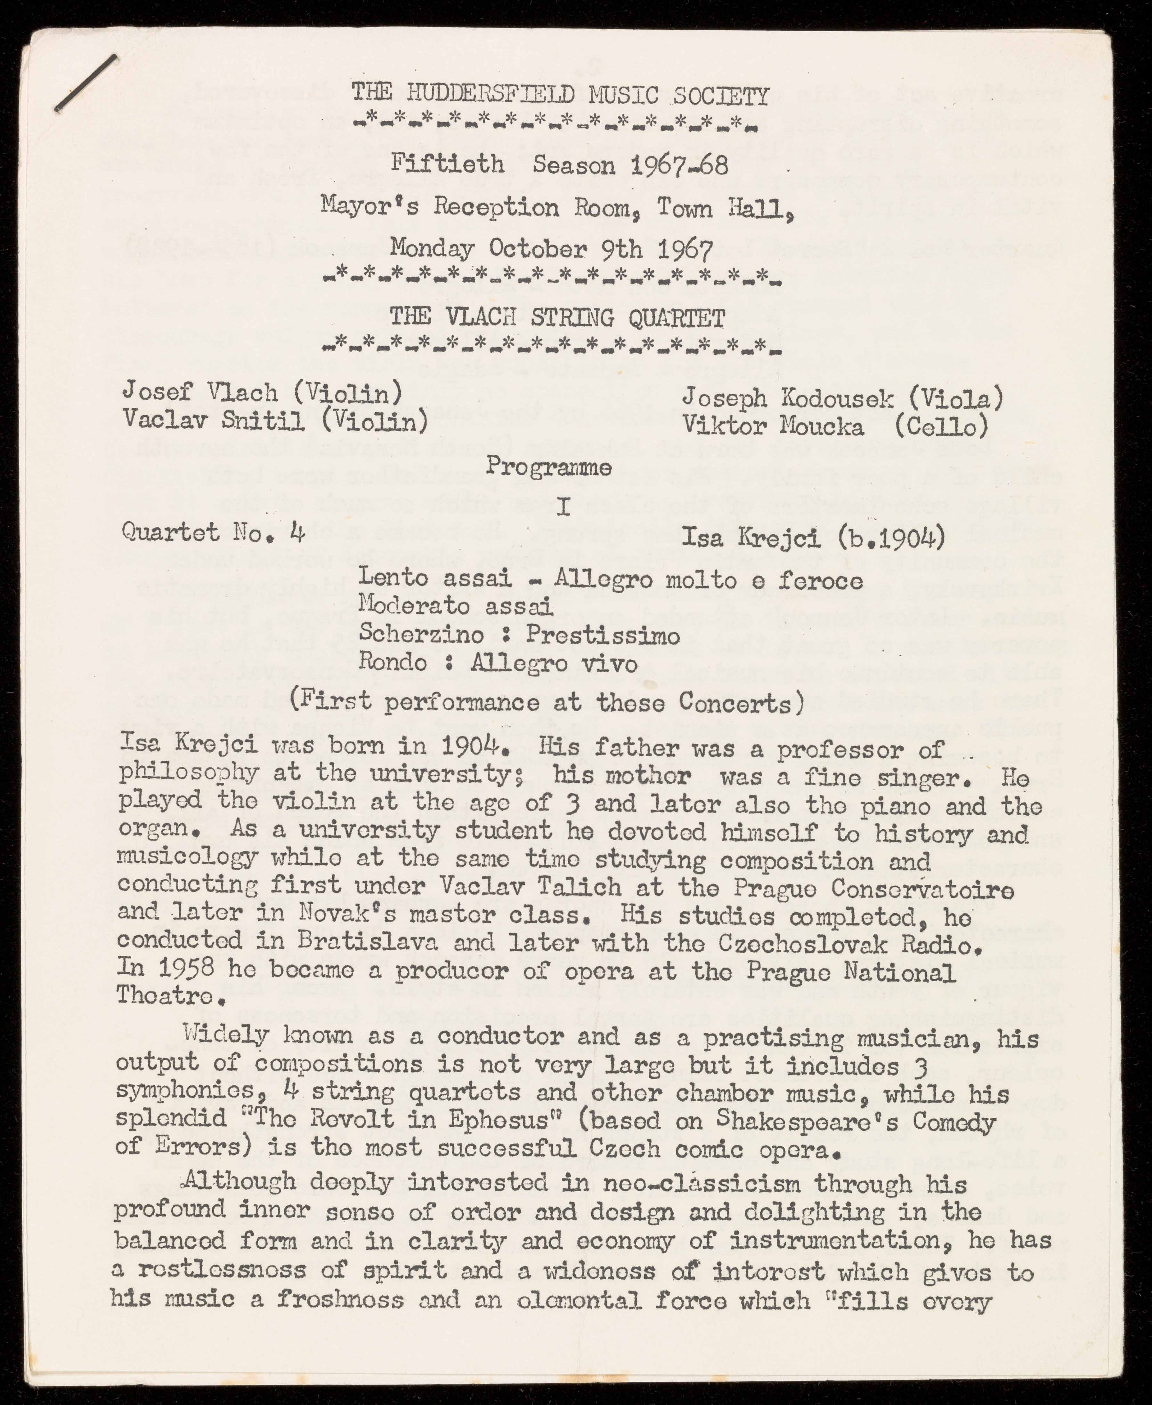 THE HUDDERSFIELD MUSIC SOCIETY
-*-*-*-*-*-*-*-*-*-*-*-*-*-*-
Fiftieth Season 1967-68
Mayor's Reception Room, Town Hall,
Monday October 9th 1967
-*-*-*-*-*-*-*-*-*-*-*-*-*-*-*-*-
THE VLACH STRING QUARTET
-*-*-*-*-*-*-*-*-*-*-*-*-*-*-*-*-
Josef Vlach (Violin) Joseph Kodousek (Viola)
Vaclav Snitil (Violin) Viktor Moucka (Cello)
Programme
I
Quartet No. 4 Isa Krejci (b.1904)
Lento assai - Allegro molto e feroce
Moderato assai
Scherzino : Prestissimo
Rondo : Allegro vivo
(First performance at these Concerts)
Isa Krejci was born in 1904. His father was a professor of
philosophy at the university; his mother was a fine singer. He
played the violin at the age of 3 and later also the piano and the
organ. As a university student he devoted himself to history and
musicology while at the same time studying composition and
conducting first under Vaclav Talich at the Prague Conservatoire
and later in Novak's master class. His studies completed, he
conducted in Bratislava and later with the Czechoslovak Radio.
In 1958 he became a producer of opera at the Prague National
Theatre.
Widely known as a conductor and as a practising musician, his
output of compositions is not very large but it includes 3
symphonies, 4 string quartets and other chamber music, while his
splendid "The Revolt in Ephesus" (based on Shakespeare's Comedy
of Errors) is the most successful Czech comic opera.
Although deeply interested in neo-classicism through his
profound inner sense of order and design and delighting in the
balanced form and in clarity and economy of instrumentation, he has
a restlessness of spirit and a wideness of interest which gives to
his music a freshness and an elemental force which "fills every